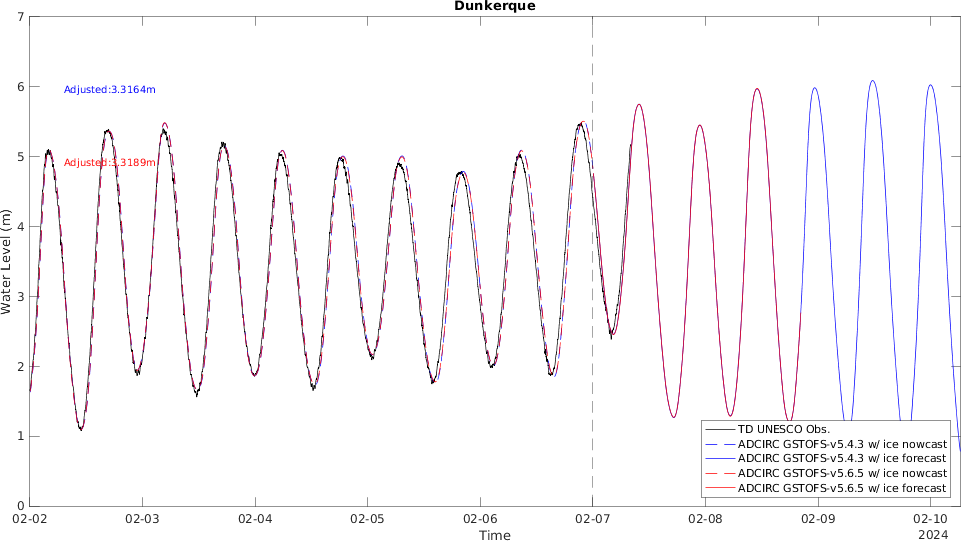 Dunkerque
7
6
5
4
3
2
1
0
Water Level (m)
Adjusted:3.3164m
Adjusted:3.3189m
TD UNESCO Obs.
ADCIRC GSTOFS-v5.4.3 w/ ice nowcast
ADCIRC GSTOFS-v5.4.3 w/ ice forecast
ADCIRC GSTOFS-v5.6.5 w/ ice nowcast
ADCIRC GSTOFS-v5.6.5 w/ ice forecast
02-02 02-03 02-04 02-05 02-06 02-07 02-08 02-09 02-10
2024
Time